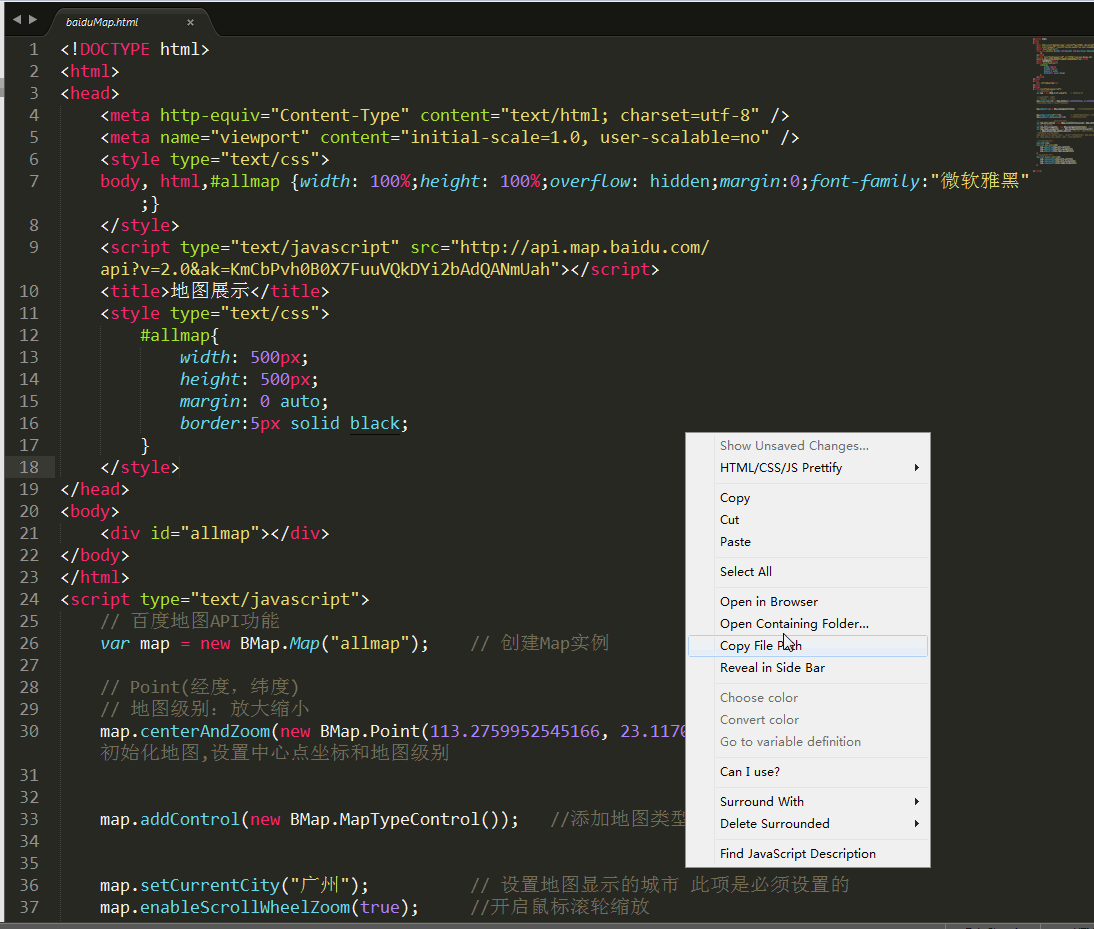 baiduMap.html
1 <!DOCTYPE html>
2 <html>
3 <head>
4 <meta http-equiv="Content-Type" content="text/html; charset=utf-8" />
5 <meta name="viewport" content="initial-scale=1.0, user-scalable=no" />
6 <style type="text/css">
7 body, html,#allmap {width: 100%;height: 100%;overflow: hidden;margin:0;font-family:"微软雅黑"
;}
8 </style>
9 <script type="text/javascript" src="http://api.map.baidu.com/
api?v=2.0&ak=KmCbPvh0B0X7FuuVQkDYi2bAdQANmUah"></script>
10 <title>地图展示</title>
11 <style type="text/css">
12 #allmap{
13 width: 500px;
14 height: 500px;
15 margin: 0 auto;
16 border:5px solid black;
17 }
18 </style>
19 </head>
20 <body>
21 <div id="allmap"></div>
22 </body>
23 </html>
24 <script type="text/javascript">
25 // 百度地图API功能
26 var map = new BMap.Map("allmap"); // 创建Map实例
27
28 // Point(经度，纬度)
29 // 地图级别：放大缩小
30 map.centerAndZoom(new BMap.Point(113.2759952545166, 23.1170
初始化地图,设置中心点坐标和地图级别
31
32
33 map.addControl(new BMap.MapTypeControl()); //添加地图类型
34
35
36 map.setCurrentCity("广州"); // 设置地图显示的城市 此项是必须设置的
37 map.enableScrollWheelZoom(true); //开启鼠标滚轮缩放
Show Unsaved Changes...
HTML/CSS/JS Prettify
Copy
Cut
Paste
Select All
Open in Browser
Open Containing Folder...
Copy File Path
Reveal in Side Bar
Choose color
Convert color
Go to variable definition
Can I use?
Surround With
Delete Surrounded
Find JavaScript Description